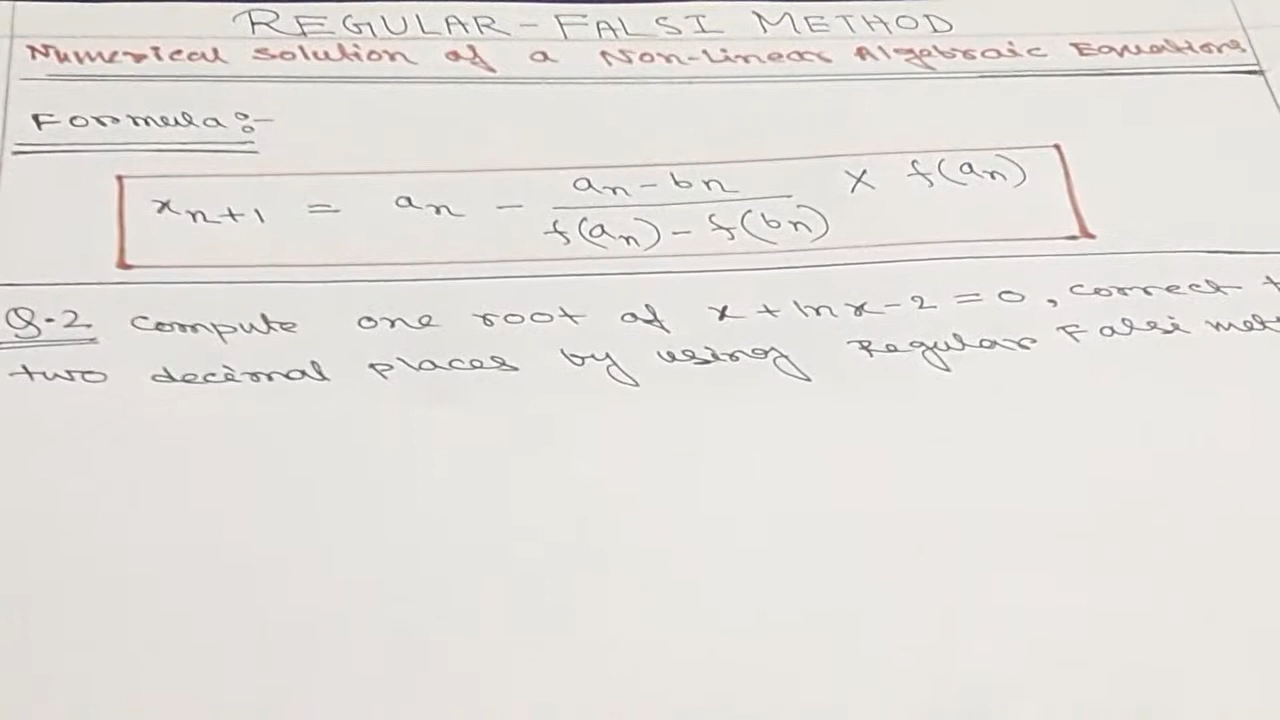 REGULAR-FALSI METHOD
Numerical Solution of a Non-Linear Algebraic Equations
Formula:-
xn+1 = an - (an - bn)/(f(an) - f(bn)) × f(an)
Q.2 compute one root of x + ln x - 2 = 0, correct
two decimal places by using Regular Falsi